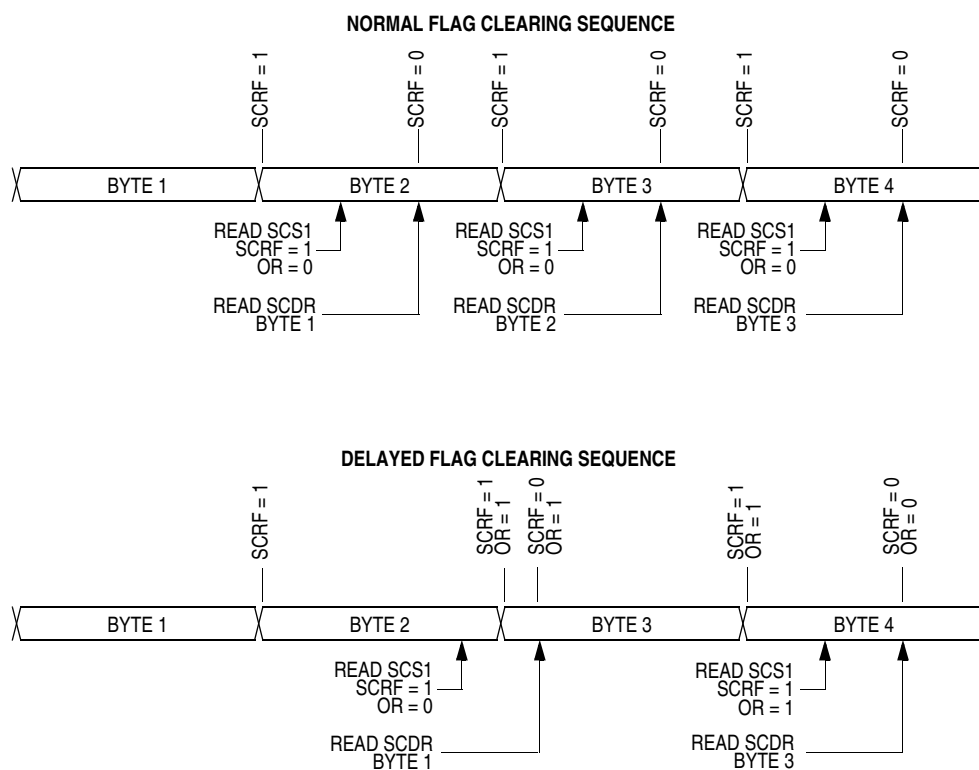 NORMAL FLAG CLEARING SEQUENCE
SCRF = 1
SCRF = 0
SCRF = 1
SCRF = 0
SCRF = 1
SCRF = 0
BYTE 1
BYTE 2
BYTE 3
BYTE 4
READ SCS1
SCRF = 1
OR = 0
READ SCS1
SCRF = 1
OR = 0
READ SCS1
SCRF = 1
OR = 0
READ SCDR
BYTE 1
READ SCDR
BYTE 2
READ SCDR
BYTE 3
DELAYED FLAG CLEARING SEQUENCE
SCRF = 1
SCRF = 1
OR = 1
SCRF = 0
OR = 1
SCRF = 1
OR = 1
SCRF = 0
OR = 0
BYTE 1
BYTE 2
BYTE 3
BYTE 4
READ SCS1
SCRF = 1
OR = 0
READ SCS1
SCRF = 1
OR = 1
READ SCDR
BYTE 1
READ SCDR
BYTE 3